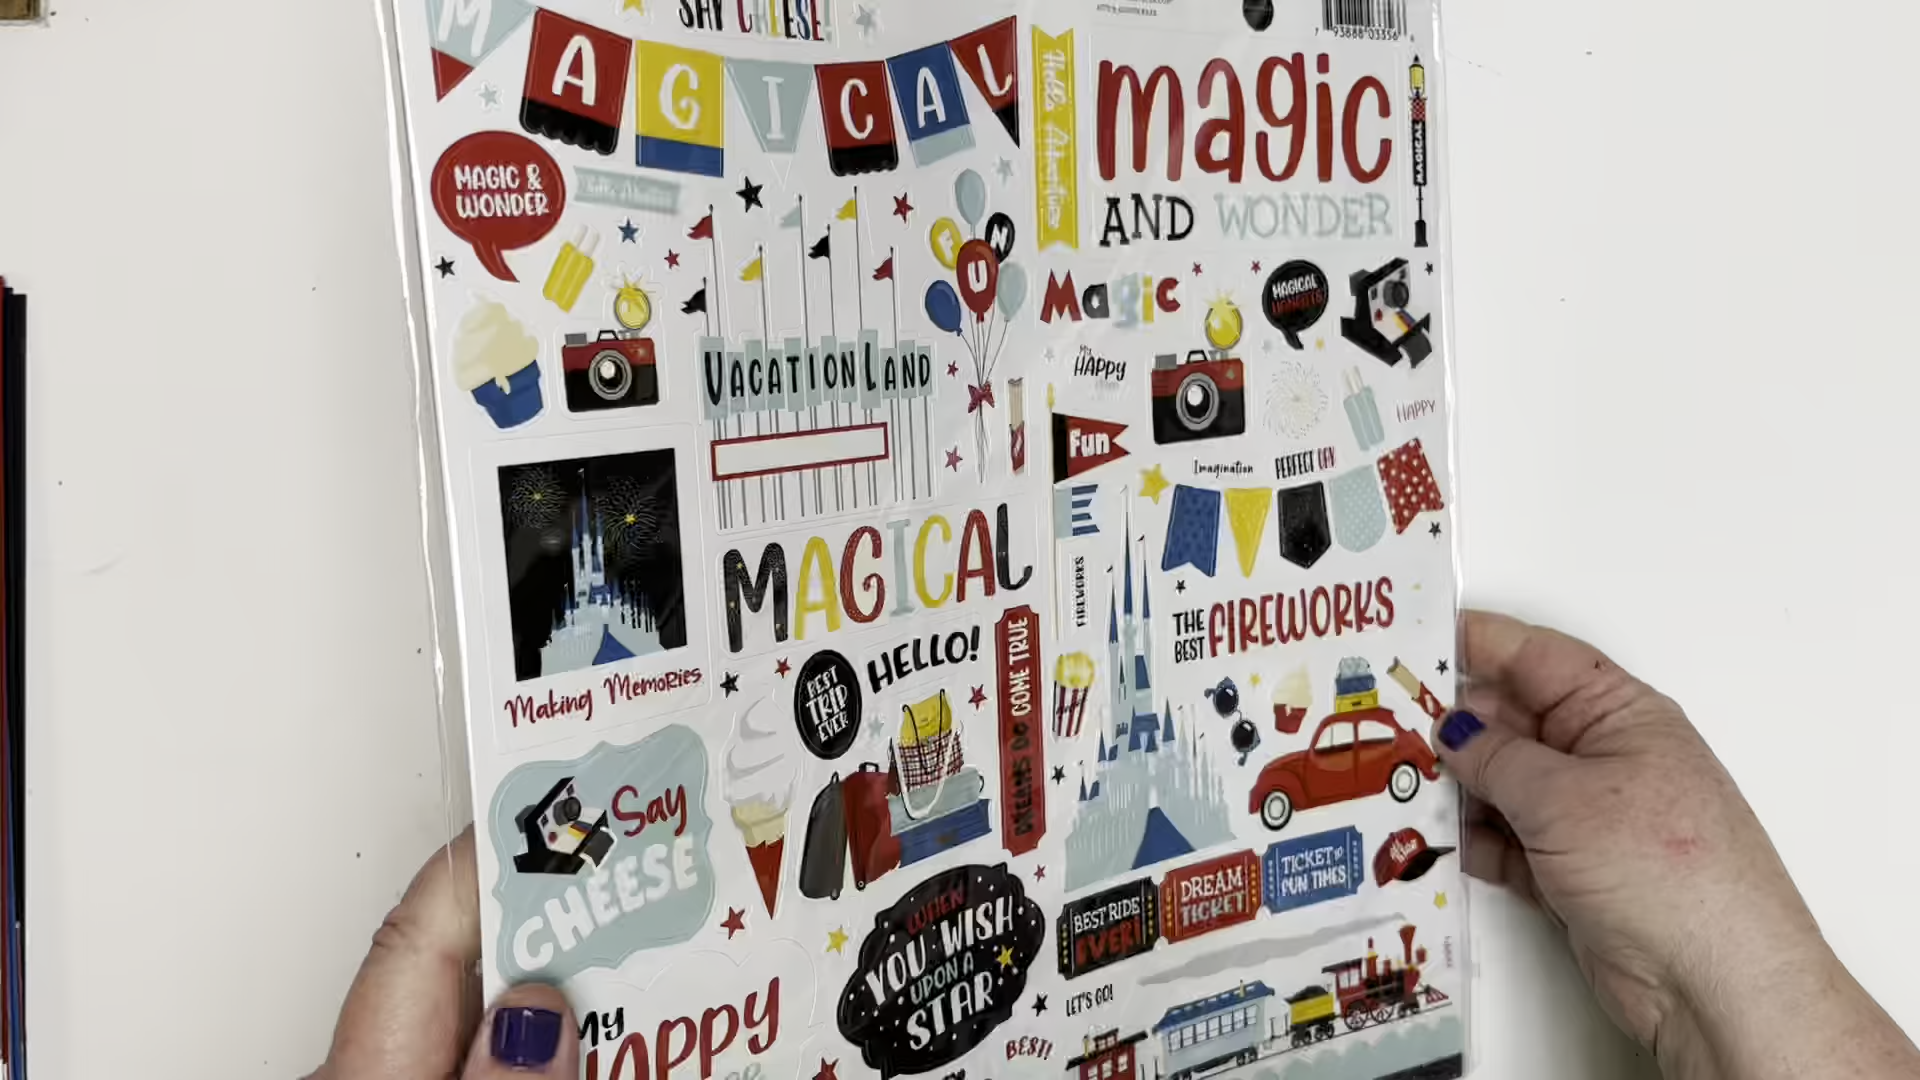 SAY CHEESE!
MAGICAL
Hello Adventure
magic
AND WONDER
MAGICAL
MAGIC &
WONDER
FUN
Magic
MAGICAL
MOMENTS
MY
HAPPY
VACATIONLAND
Fun
HAPPY
Imagination
PERFECT DAY
MAGICAL
FIREWORKS
THE
BEST
FIREWORKS
Making Memories
BEST
TRIP
EVER
HELLO!
DREAMS DO COME TRUE
Say
CHEESE
BEST RIDE
EVER!
DREAM
TICKET
TICKET to
FUN TIMES
WHEN
YOU WISH
UPON A
STAR
LET'S GO!
MY
HAPPY
BEST!